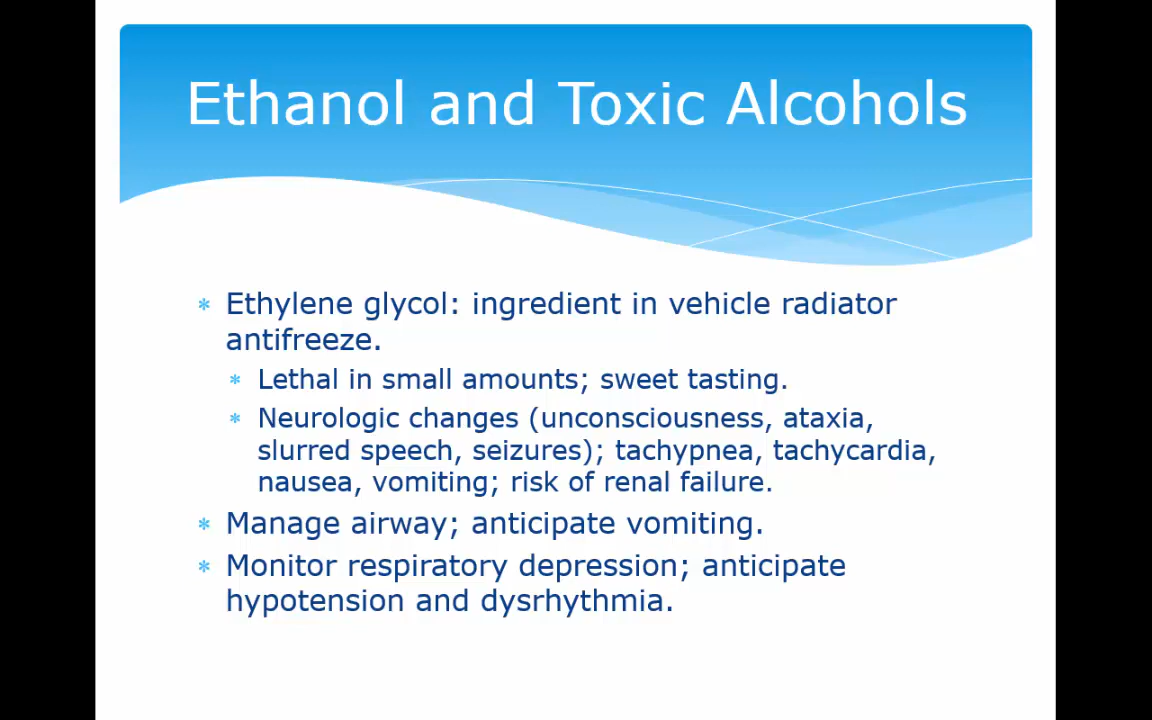 Ethanol and Toxic Alcohols
* Ethylene glycol: ingredient in vehicle radiator
antifreeze.
* Lethal in small amounts; sweet tasting.
* Neurologic changes (unconsciousness, ataxia,
slurred speech, seizures); tachypnea, tachycardia,
nausea, vomiting; risk of renal failure.
* Manage airway; anticipate vomiting.
* Monitor respiratory depression; anticipate
hypotension and dysrhythmia.